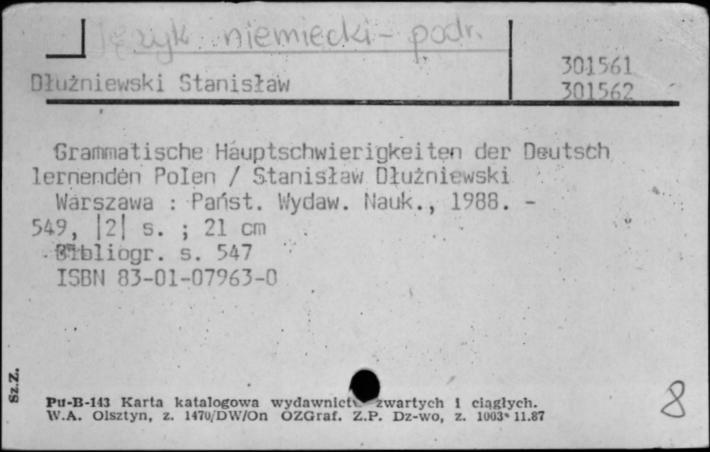 Język niemiecki - podr.
301561
Dłużniewski Stanisław
301562
Grammatische Hauptschwierigkeiten der Deutsch
lernenden Polen / Stanisław Dłużniewski
Warszawa : Państ. Wydaw. Nauk., 1988. -
549, |2| s. ; 21 cm
Bibliogr. s. 547
ISBN 83-01-07963-0
Sz.Z.
Pu-B-143 Karta katalogowa wydawnictw zwartych i ciągłych.
W.A. Olsztyn, z. 1470/DW/On OZGraf. Z.P. Dz-wo, z. 1003 11.87
8